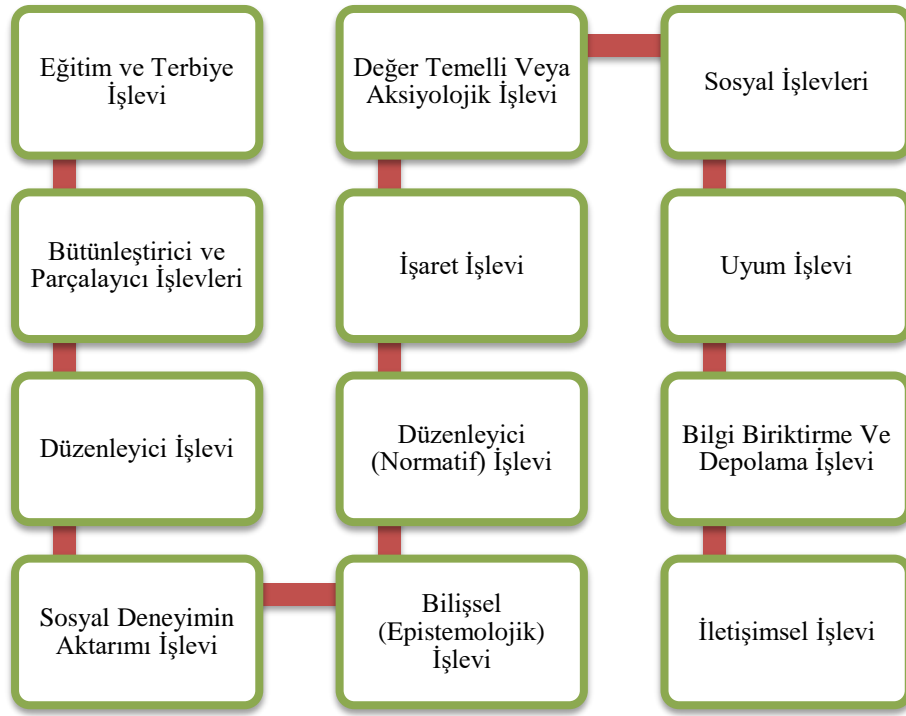 Eğitim ve Terbiye
İşlevi
Bütünleştirici ve
Parçalayıcı İşlevleri
Düzenleyici İşlevi
Sosyal Deneyimin
Aktarımı İşlevi
Bilişsel
(Epistemolojik)
İşlevi
Düzenleyici
(Normatif) İşlevi
İşaret İşlevi
Değer Temelli Veya
Aksiyolojik İşlevi
Sosyal İşlevleri
Uyum İşlevi
Bilgi Biriktirme Ve
Depolama İşlevi
İletişimsel İşlevi